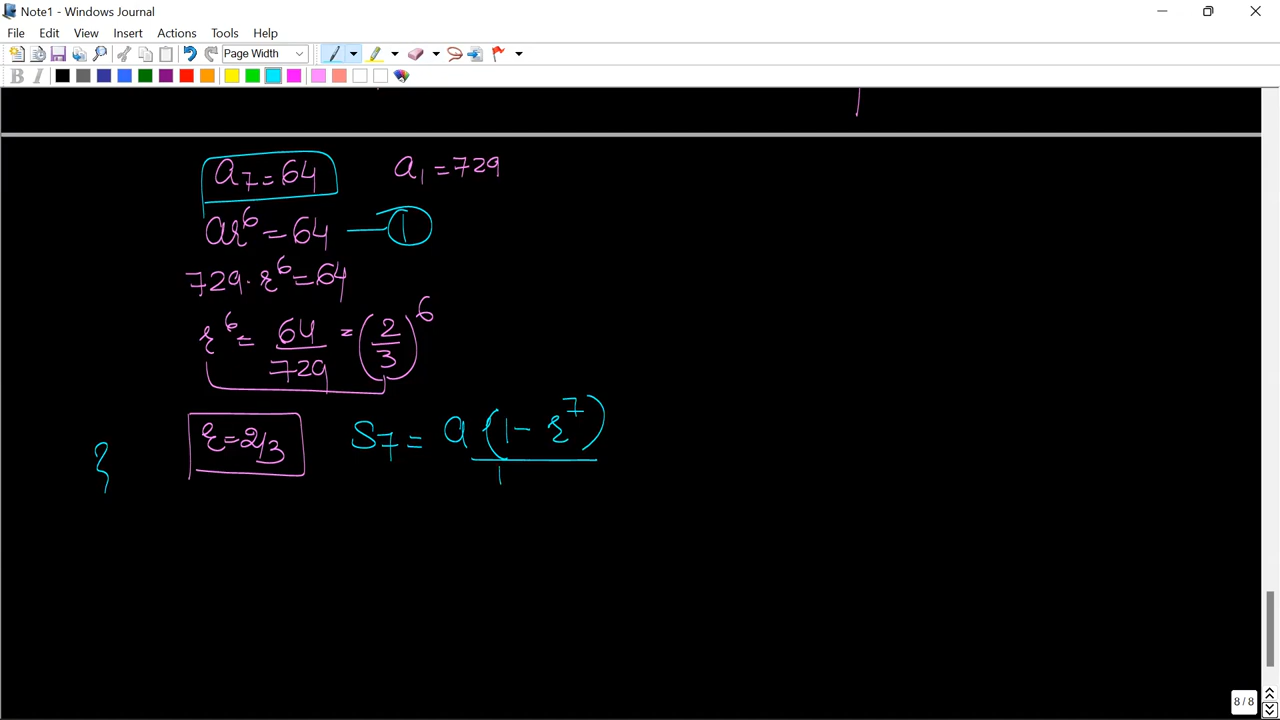 Note1 - Windows Journal
File Edit View Insert Actions Tools Help
Page Width
B I
a₇ = 64 a₁ = 729
ar⁶ = 64 — ①
729 · r⁶ = 64
r⁶ = 64/729 = (2/3)⁶
r = 2/3 S₇ = a(1 - r⁷)
1
8 / 8